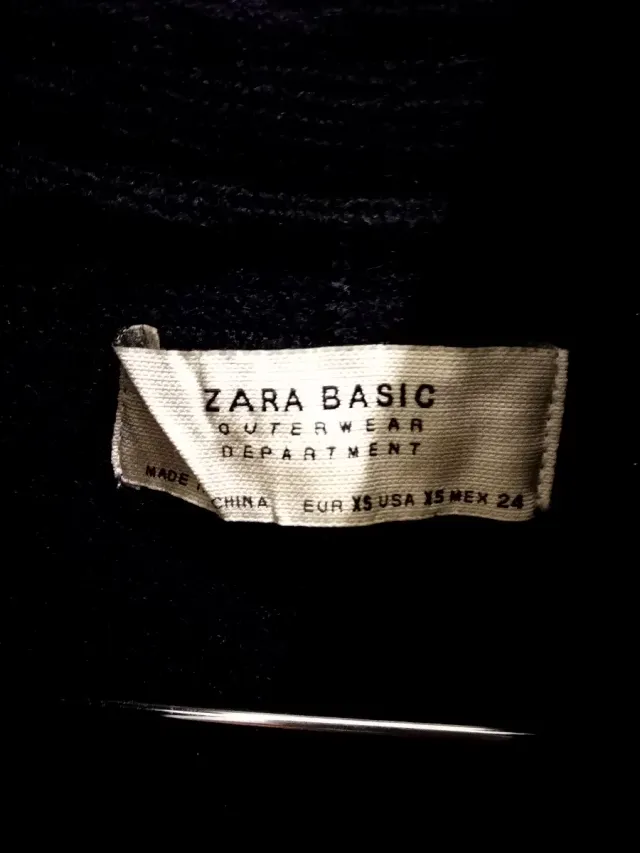 ZARA BASIC
OUTERWEAR
DEPARTMENT
MADE
CHINA EUR XS USA XS MEX 24